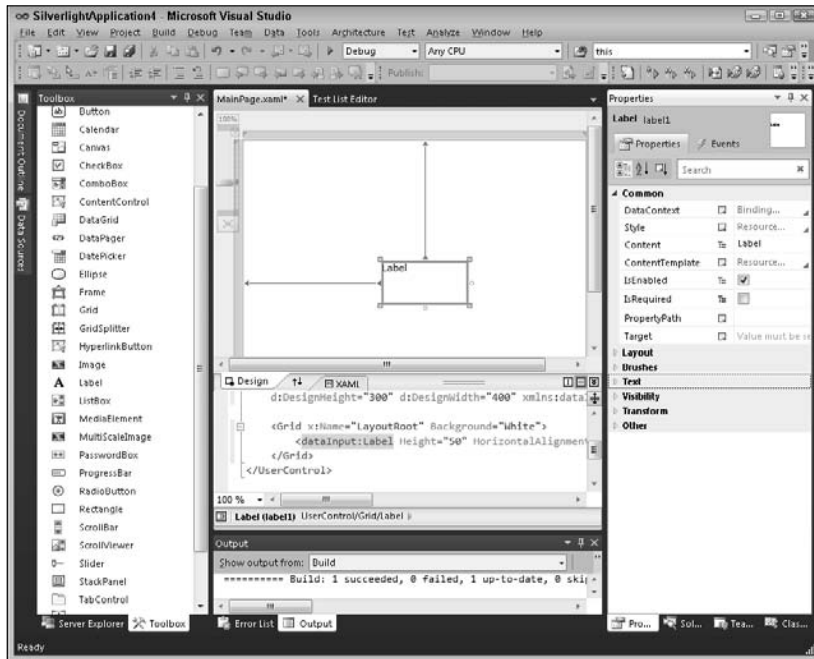 SilverlightApplication4 - Microsoft Visual Studio
File Edit View Project Build Debug Team Data Tools Architecture Test Analyze Window Help
Debug Any CPU this
Publish:
Document Outline
Data Sources
Toolbox
Button
Calendar
Canvas
CheckBox
ComboBox
ContentControl
DataGrid
DataPager
DatePicker
Ellipse
Frame
Grid
GridSplitter
HyperlinkButton
Image
Label
ListBox
MediaElement
MultiScaleImage
PasswordBox
ProgressBar
RadioButton
Rectangle
ScrollBar
ScrollViewer
Slider
StackPanel
TabControl
Server Explorer Toolbox
MainPage.xaml* Test List Editor
100%
Label
Design XAML
d:DesignHeight="300" d:DesignWidth="400" xmlns:data
<Grid x:Name="LayoutRoot" Background="White">
<dataInput:Label Height="50" HorizontalAlignment
</Grid>
</UserControl>
100 %
Label (label1) UserControl/Grid/Label
Output
Show output from: Build
========== Build: 1 succeeded, 0 failed, 1 up-to-date, 0 ski
Error List Output
Properties
Label label1
Properties Events
Search
Common
DataContext Binding...
Style Resource...
Content Label
ContentTemplate Resource...
IsEnabled
IsRequired
PropertyPath
Target Value must be se
Layout
Brushes
Text
Visibility
Transform
Other
Pro... Sol... Tea... Clas...
Ready